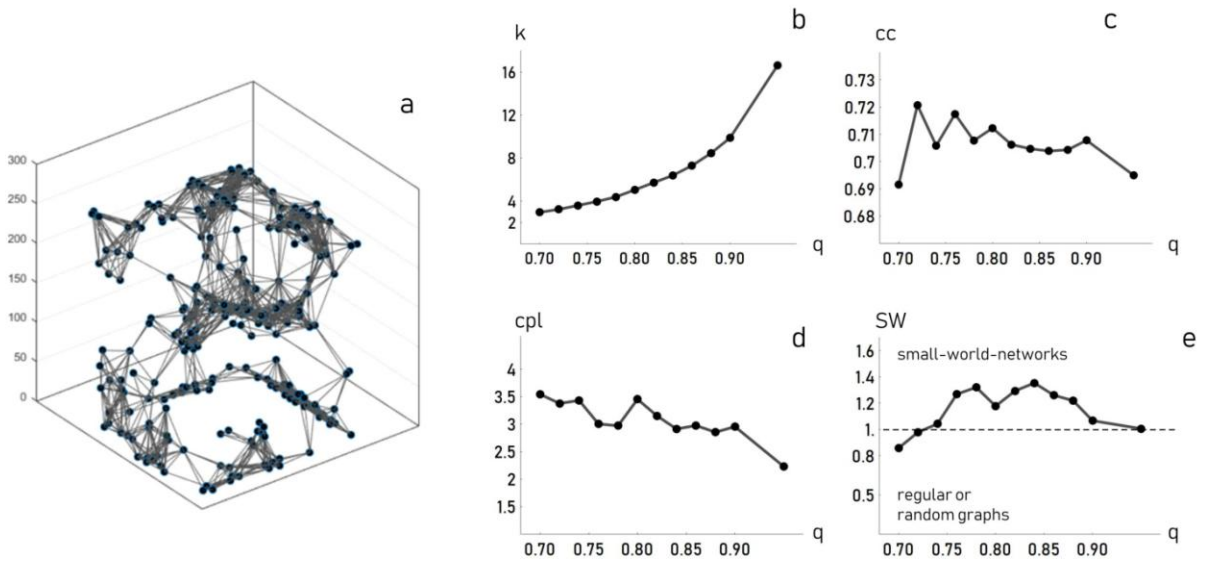 a
300
250
200
150
100
50
0
k
b
16
12
8
4
2
0.70 0.75 0.80 0.85 0.90
q
cc
c
0.73
0.72
0.71
0.7
0.69
0.68
0.70 0.75 0.80 0.85 0.90
q
cpl
d
4
3.5
3
2.5
2
1.5
0.70 0.75 0.80 0.85 0.90
q
SW
e
1.6
small-world-networks
1.4
1.2
1.
0.8
0.5
regular or
random graphs
0.70 0.75 0.80 0.85 0.90
q